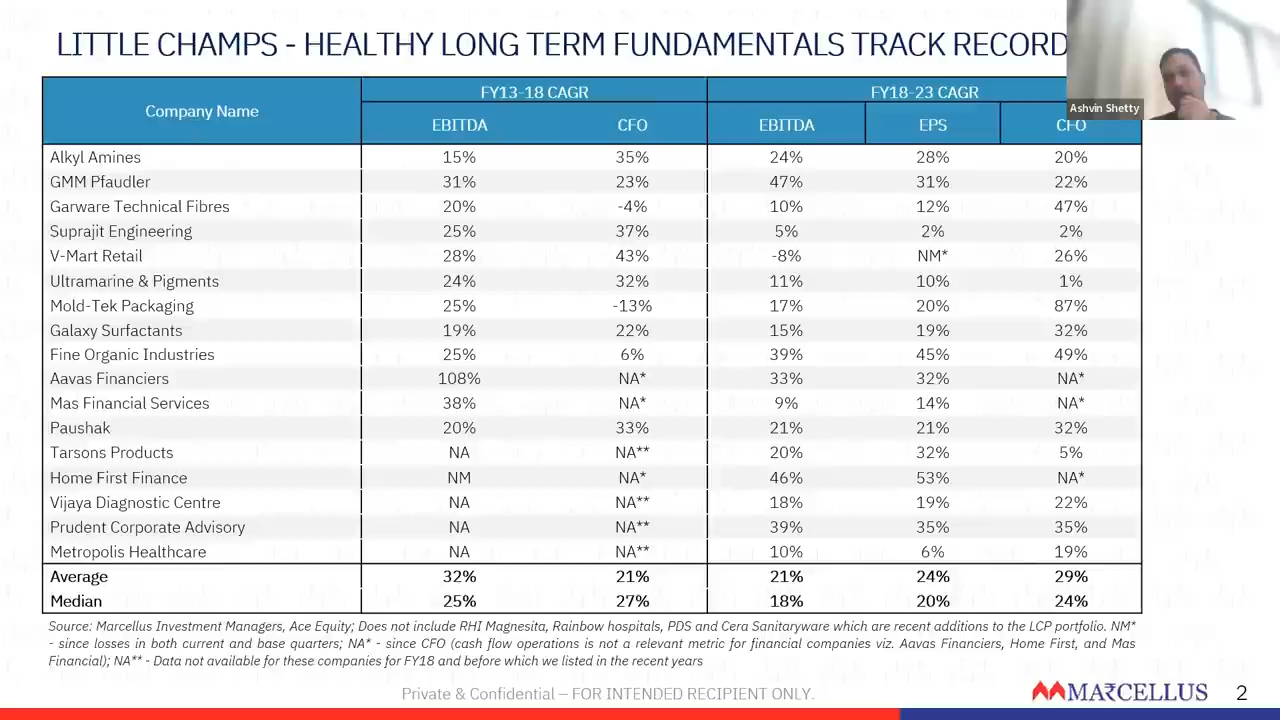 LITTLE CHAMPS - HEALTHY LONG TERM FUNDAMENTALS TRACK RECORD
Ashvin Shetty
Company Name FY13-18 CAGR FY18-23 CAGR
EBITDA CFO EBITDA EPS CFO
Alkyl Amines 15% 35% 24% 28% 20%
GMM Pfaudler 31% 23% 47% 31% 22%
Garware Technical Fibres 20% -4% 10% 12% 47%
Suprajit Engineering 25% 37% 5% 2% 2%
V-Mart Retail 28% 43% -8% NM* 26%
Ultramarine & Pigments 24% 32% 11% 10% 1%
Mold-Tek Packaging 25% -13% 17% 20% 87%
Galaxy Surfactants 19% 22% 15% 19% 32%
Fine Organic Industries 25% 6% 39% 45% 49%
Aavas Financiers 108% NA* 33% 32% NA*
Mas Financial Services 38% NA* 9% 14% NA*
Paushak 20% 33% 21% 21% 32%
Tarsons Products NA NA** 20% 32% 5%
Home First Finance NM NA* 46% 53% NA*
Vijaya Diagnostic Centre NA NA** 18% 19% 22%
Prudent Corporate Advisory NA NA** 39% 35% 35%
Metropolis Healthcare NA NA** 10% 6% 19%
Average 32% 21% 21% 24% 29%
Median 25% 27% 18% 20% 24%
Source: Marcellus Investment Managers, Ace Equity; Does not include RHI Magnesita, Rainbow hospitals, PDS and Cera Sanitaryware which are recent additions to the LCP portfolio. NM*
- since losses in both current and base quarters; NA* - since CFO (cash flow operations is not a relevant metric for financial companies viz. Aavas Financiers, Home First, and Mas
Financial); NA** - Data not available for these companies for FY18 and before which we listed in the recent years
Private & Confidential – FOR INTENDED RECIPIENT ONLY.
MARCELLUS 2